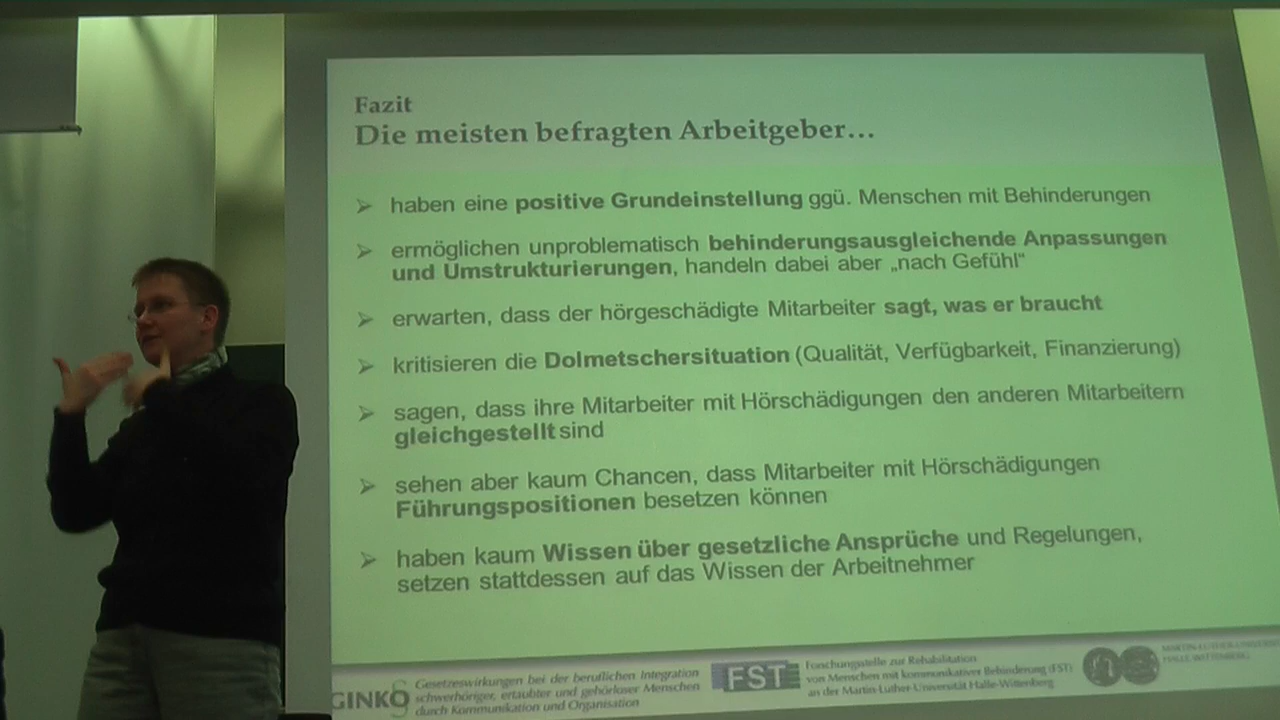 Fazit
Die meisten befragten Arbeitgeber…
➢ haben eine positive Grundeinstellung ggü. Menschen mit Behinderungen
➢ ermöglichen unproblematisch behinderungsausgleichende Anpassungen
und Umstrukturierungen, handeln dabei aber „nach Gefühl“
➢ erwarten, dass der hörgeschädigte Mitarbeiter sagt, was er braucht
➢ kritisieren die Dolmetschersituation (Qualität, Verfügbarkeit, Finanzierung)
➢ sagen, dass ihre Mitarbeiter mit Hörschädigungen den anderen Mitarbeitern
gleichgestellt sind
➢ sehen aber kaum Chancen, dass Mitarbeiter mit Hörschädigungen
Führungspositionen besetzen können
➢ haben kaum Wissen über gesetzliche Ansprüche und Regelungen,
setzen stattdessen auf das Wissen der Arbeitnehmer
GINKO
Gesetzeswirkungen bei der beruflichen Integration
schwerhöriger, ertaubter und gehörloser Menschen
durch Kommunikation und Organisation
FST
Forschungsstelle zur Rehabilitation
von Menschen mit kommunikativer Behinderung (FST)
an der Martin-Luther-Universität Halle-Wittenberg
MARTIN-LUTHER-UNIVERSI
HALLE-WITTENBERG